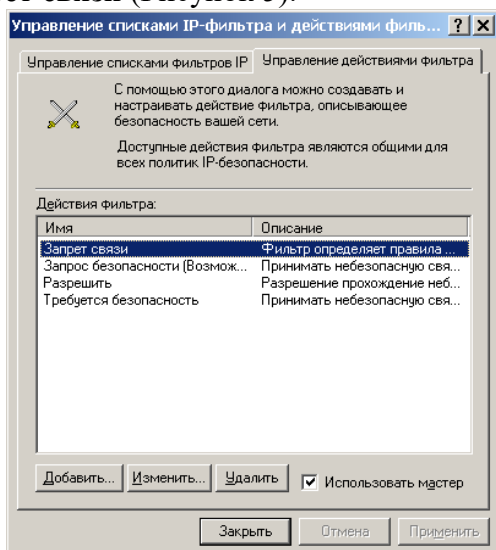 Управление списками IP-фильтра и действиями филь... ? X
Управление списками фильтров IP Управление действиями фильтра
С помощью этого диалога можно создавать и
настраивать действие фильтра, описывающее
безопасность вашей сети.
Доступные действия фильтра являются общими для
всех политик IP-безопасности.
Действия фильтра:
Имя Описание
Запрет связи Фильтр определяет правила ...
Запрос безопасности (Возмож... Принимать небезопасную свя...
Разрешить Разрешение прохождение неб...
Требуется безопасность Принимать небезопасную свя...
Добавить... Изменить... Удалить Использовать мастер
Закрыть Отмена Применить